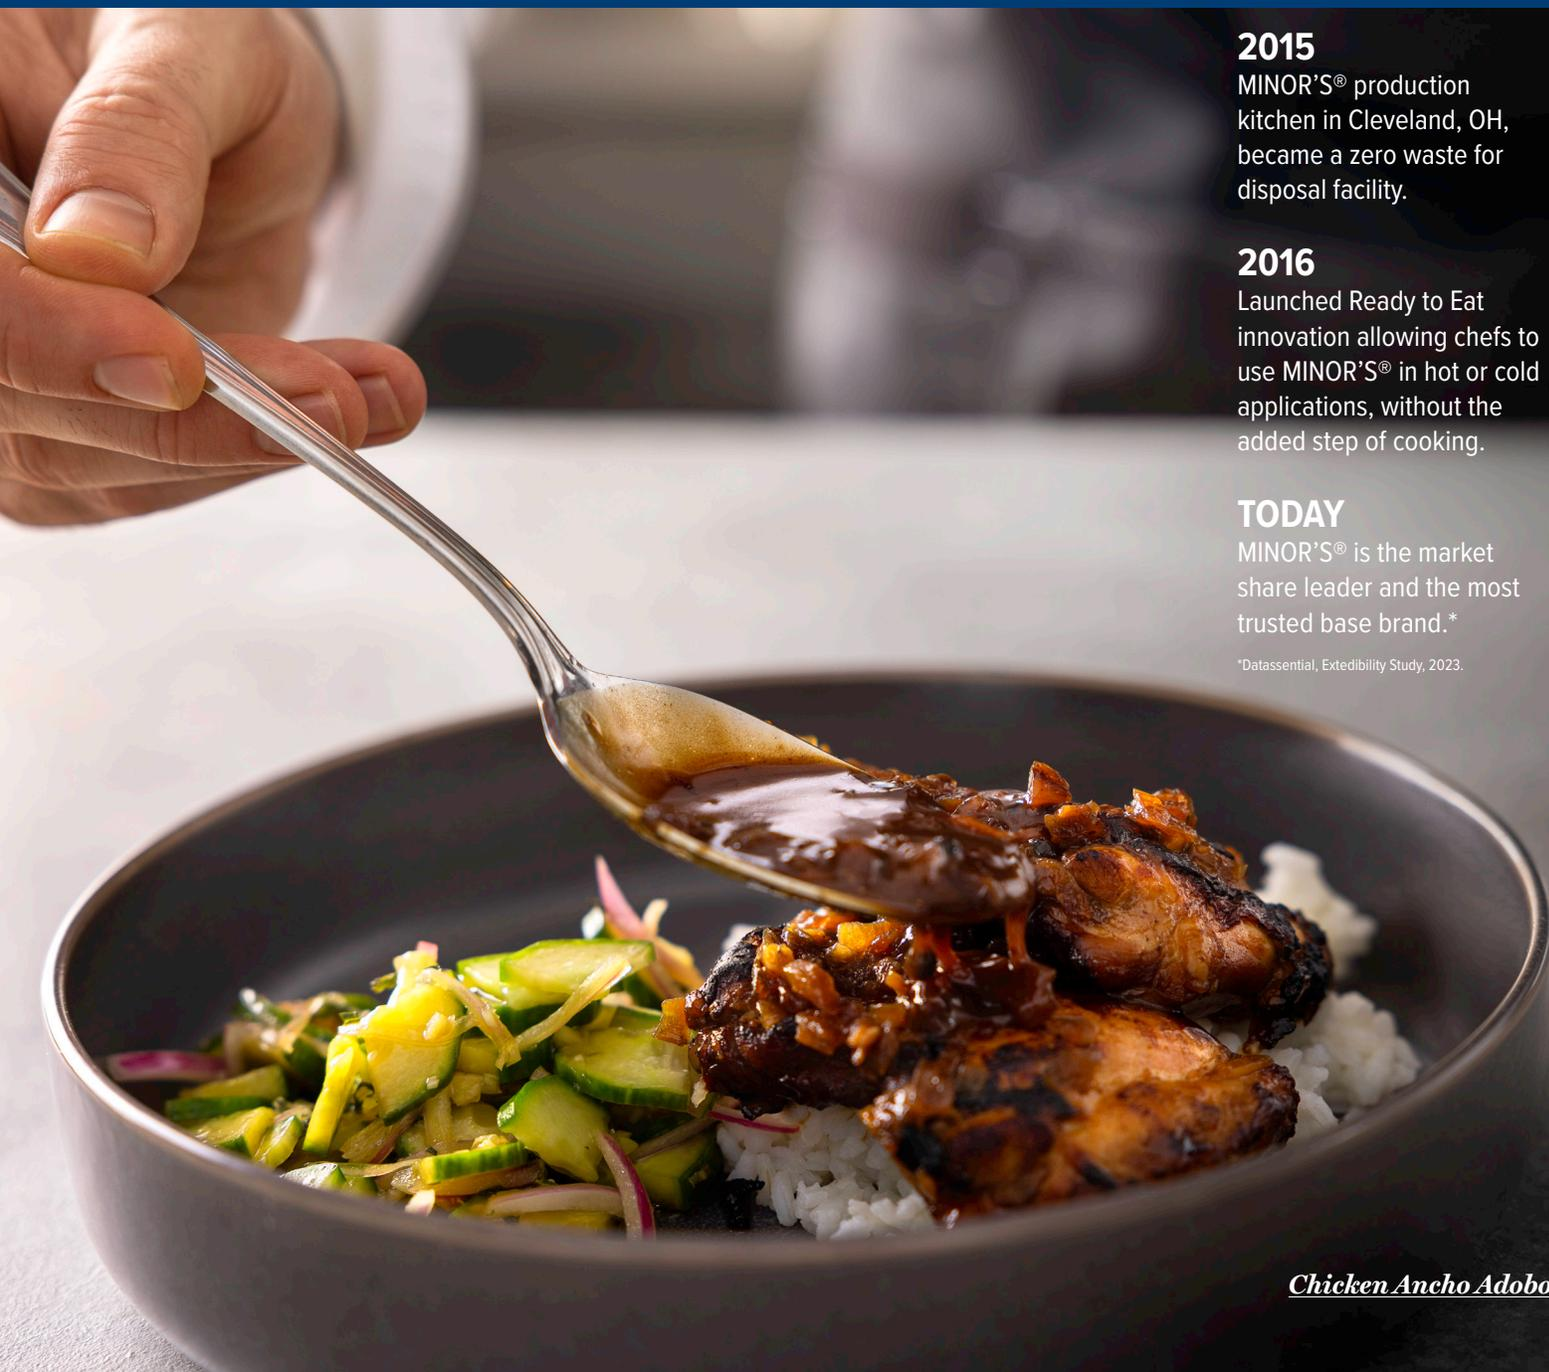 2015
MINOR'S® production
kitchen in Cleveland, OH,
became a zero waste for
disposal facility.
2016
Launched Ready to Eat
innovation allowing chefs to
use MINOR'S® in hot or cold
applications, without the
added step of cooking.
TODAY
MINOR'S® is the market
share leader and the most
trusted base brand.*
*Datassential, Extedibility Study, 2023.
Chicken Ancho Adobo